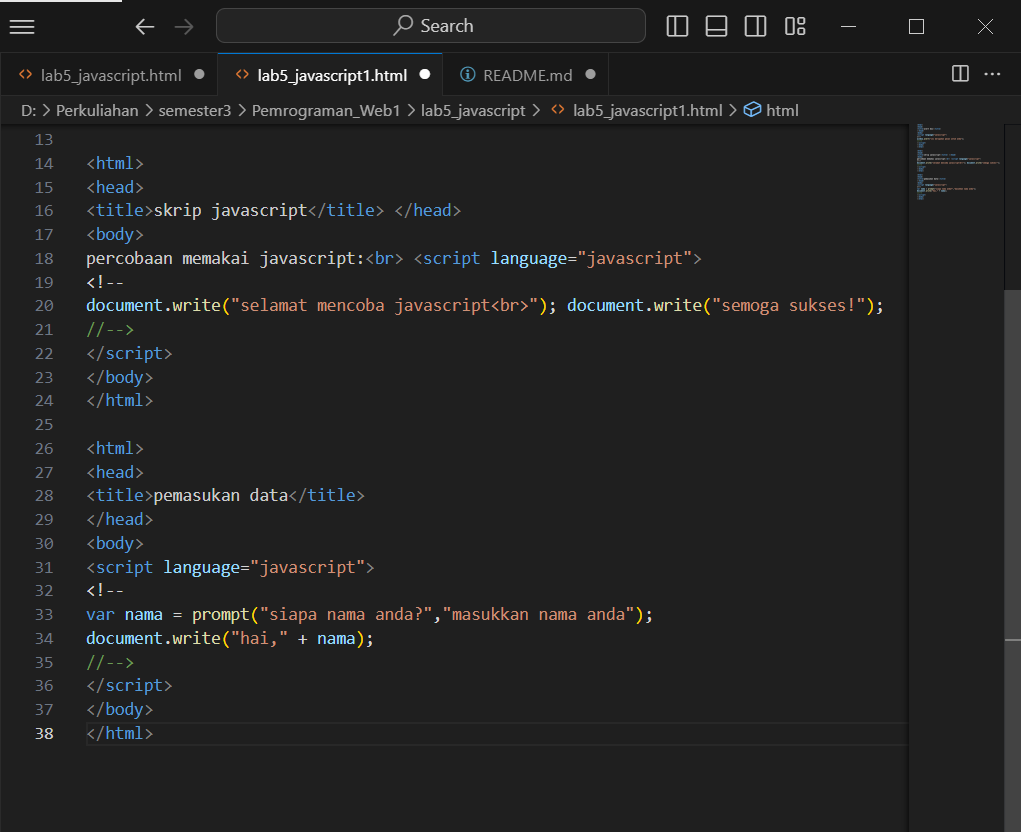 Search
lab5_javascript.html lab5_javascript1.html README.md
D: > Perkuliahan > semester3 > Pemrograman_Web1 > lab5_javascript > lab5_javascript1.html > html
13
14 <html>
15 <head>
16 <title>skrip javascript</title> </head>
17 <body>
18 percobaan memakai javascript:<br> <script language="javascript">
19 <!--
20 document.write("selamat mencoba javascript<br>"); document.write("semoga sukses!");
21 //-->
22 </script>
23 </body>
24 </html>
25
26 <html>
27 <head>
28 <title>pemasukan data</title>
29 </head>
30 <body>
31 <script language="javascript">
32 <!--
33 var nama = prompt("siapa nama anda?","masukkan nama anda");
34 document.write("hai," + nama);
35 //-->
36 </script>
37 </body>
38 </html>